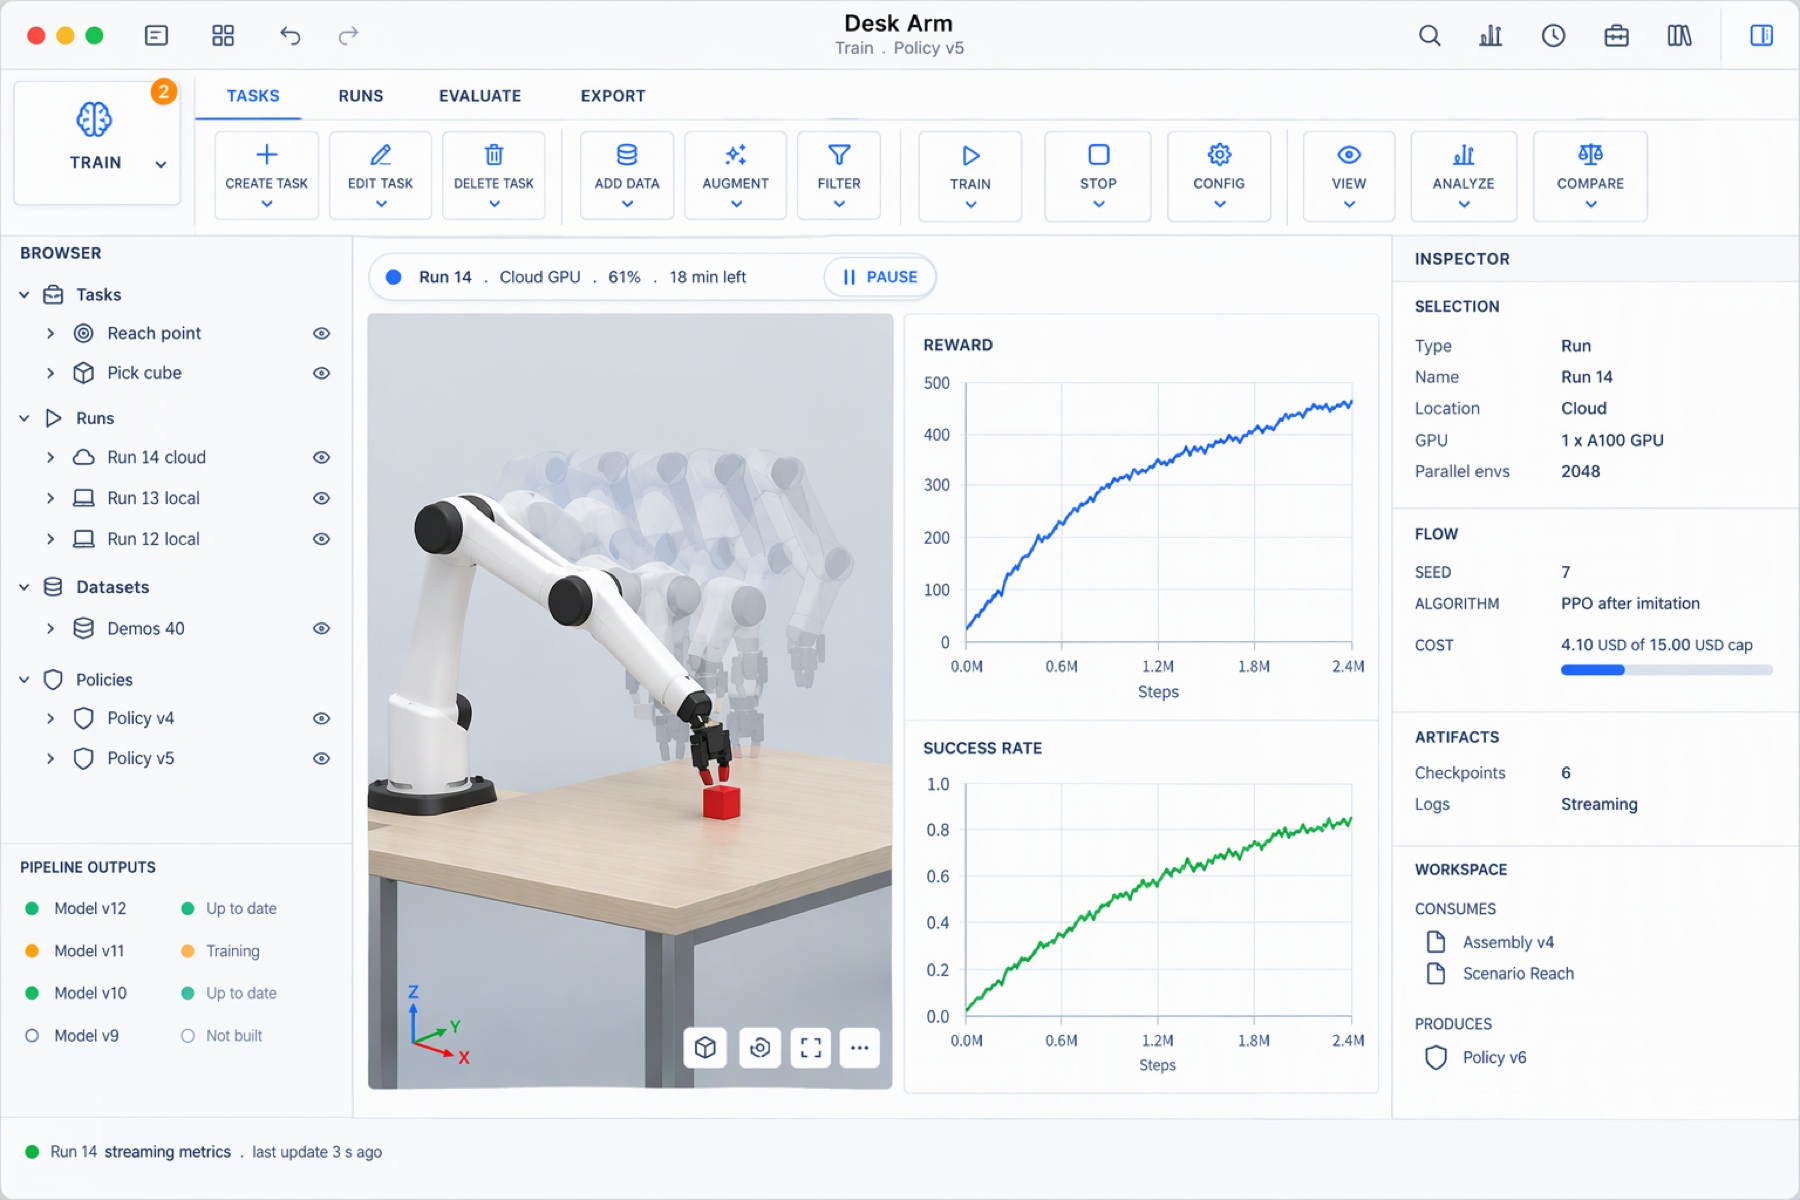 Desk Arm
Train . Policy v5
TRAIN
2
TASKS
RUNS
EVALUATE
EXPORT
CREATE TASK
EDIT TASK
DELETE TASK
ADD DATA
AUGMENT
FILTER
TRAIN
STOP
CONFIG
VIEW
ANALYZE
COMPARE
BROWSER
Tasks
Reach point
Pick cube
Runs
Run 14 cloud
Run 13 local
Run 12 local
Datasets
Demos 40
Policies
Policy v4
Policy v5
PIPELINE OUTPUTS
Model v12 Up to date
Model v11 Training
Model v10 Up to date
Model v9 Not built
Run 14 . Cloud GPU . 61% . 18 min left
PAUSE
Z
Y
X
REWARD
500
400
300
200
100
0
0.0M 0.6M 1.2M 1.8M 2.4M
Steps
SUCCESS RATE
1.0
0.8
0.6
0.4
0.2
0.0
0.0M 0.6M 1.2M 1.8M 2.4M
Steps
INSPECTOR
SELECTION
Type Run
Name Run 14
Location Cloud
GPU 1 x A100 GPU
Parallel envs 2048
FLOW
SEED 7
ALGORITHM PPO after imitation
COST 4.10 USD of 15.00 USD cap
ARTIFACTS
Checkpoints 6
Logs Streaming
WORKSPACE
CONSUMES
Assembly v4
Scenario Reach
PRODUCES
Policy v6
Run 14 streaming metrics . last update 3 s ago